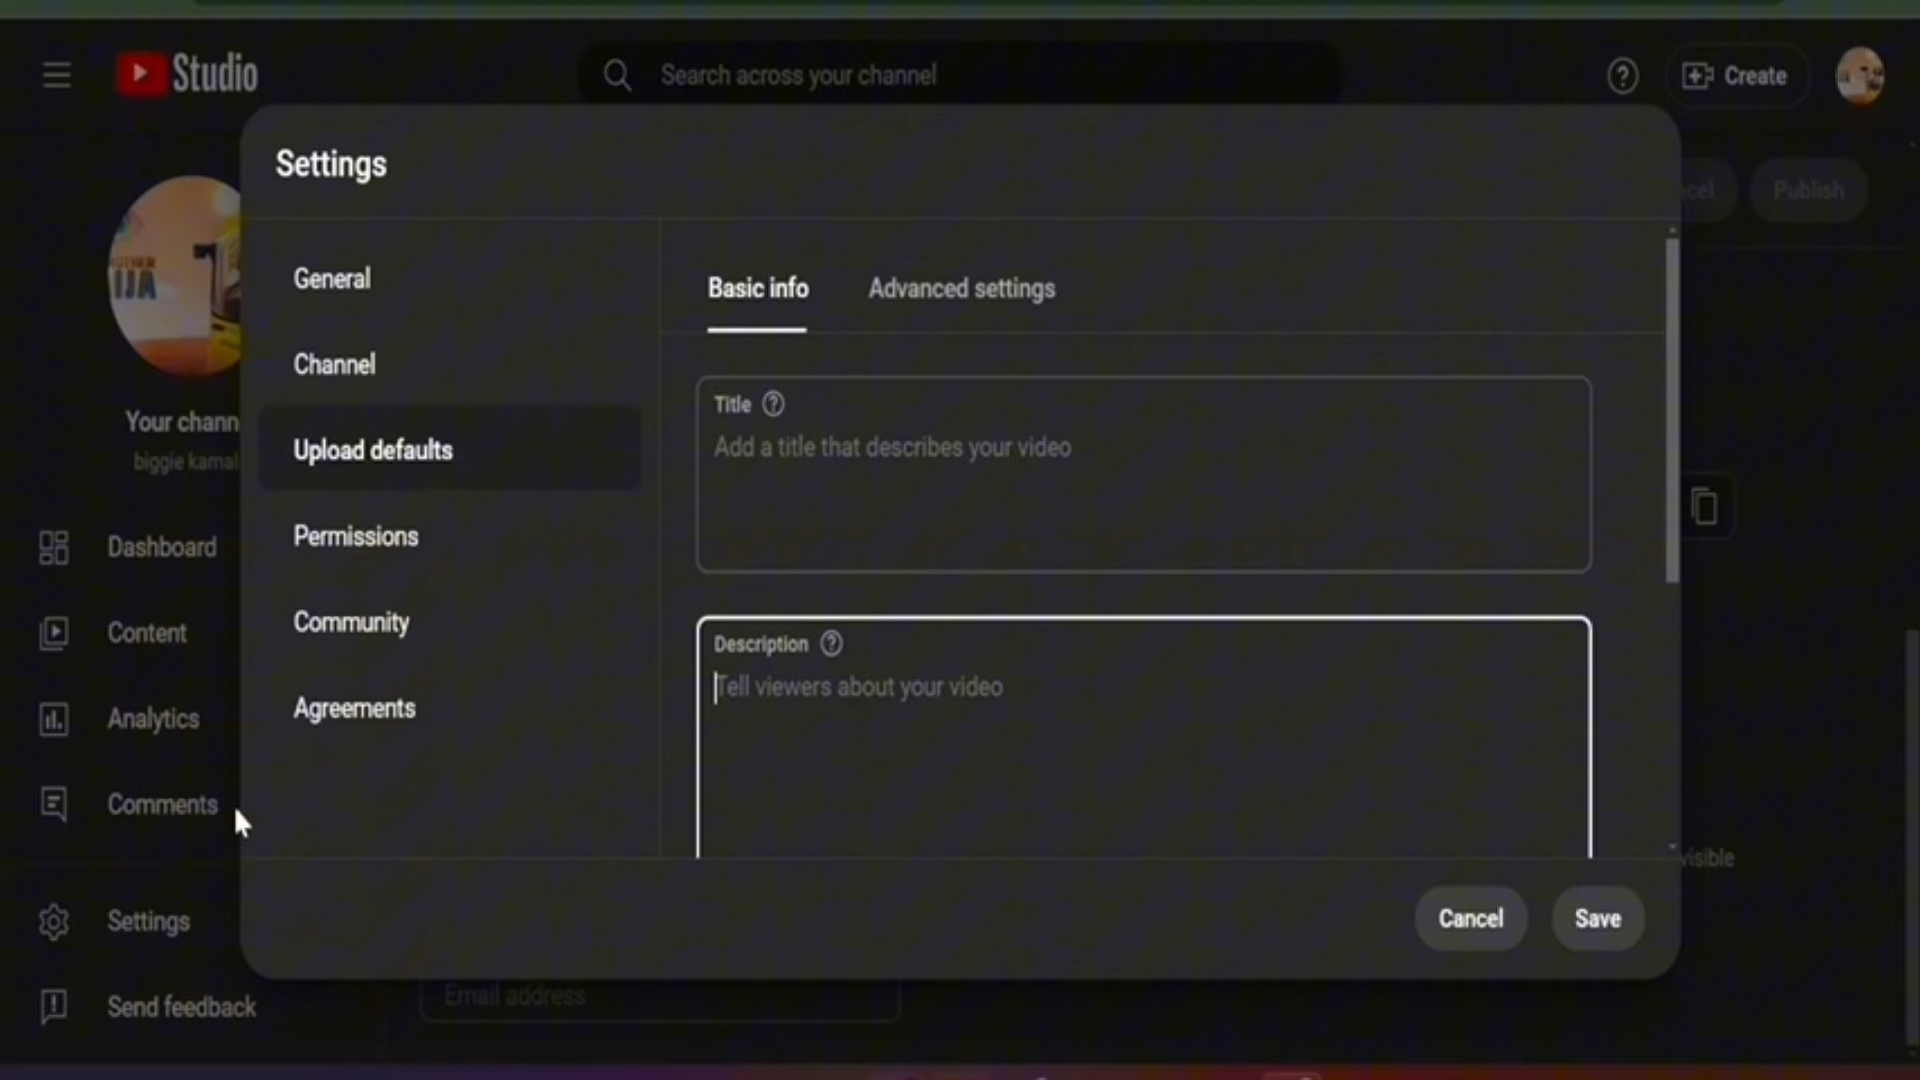 Studio
Search across your channel
Create
Settings
Publish
General
Basic info
Advanced settings
Channel
Title
Add a title that describes your video
Your chann
biggie kamal
Upload defaults
Permissions
Dashboard
Community
Content
Description
Tell viewers about your video
Agreements
Analytics
Comments
visible
Cancel
Save
Settings
Email address
Send feedback